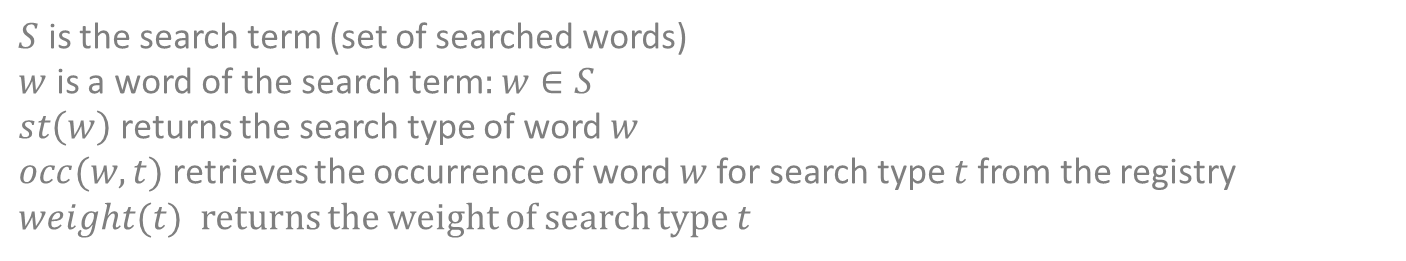 S is the search term (set of searched words)
w is a word of the search term: w ∈ S
st(w) returns the search type of word w
occ(w, t) retrieves the occurrence of word w for search type t from the registry
weight(t) returns the weight of search type t